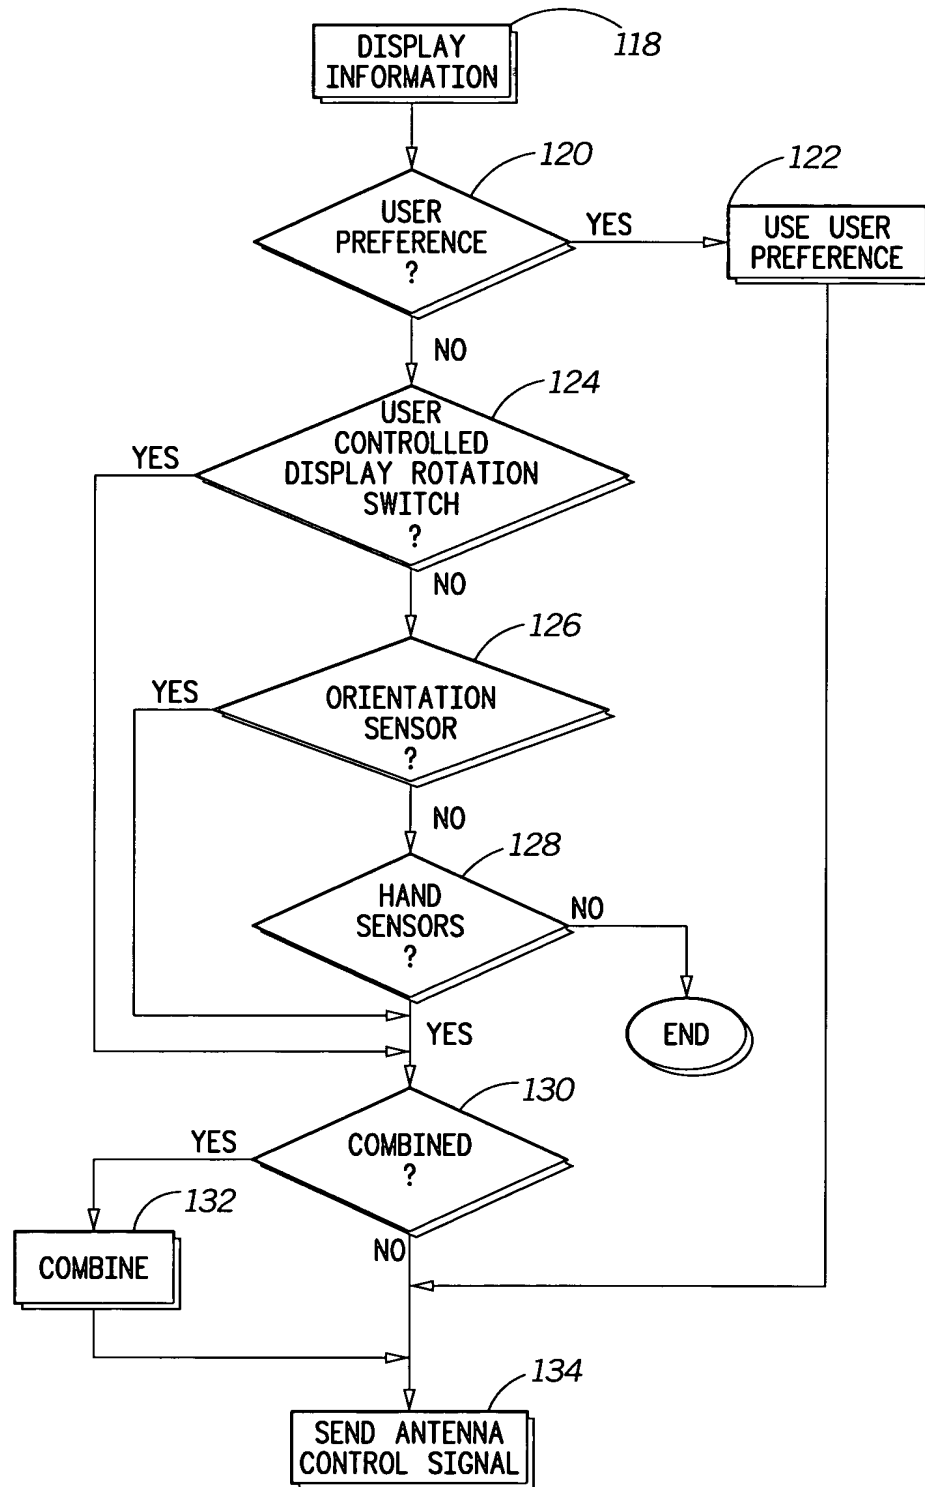 DISPLAY
INFORMATION
118
120
USER
PREFERENCE
?
YES
122
USE USER
PREFERENCE
NO
124
USER
CONTROLLED
DISPLAY ROTATION
SWITCH
?
YES
NO
126
ORIENTATION
SENSOR
?
YES
NO
128
HAND
SENSORS
?
NO
END
YES
130
COMBINED
?
YES
132
COMBINE
NO
134
SEND ANTENNA
CONTROL SIGNAL